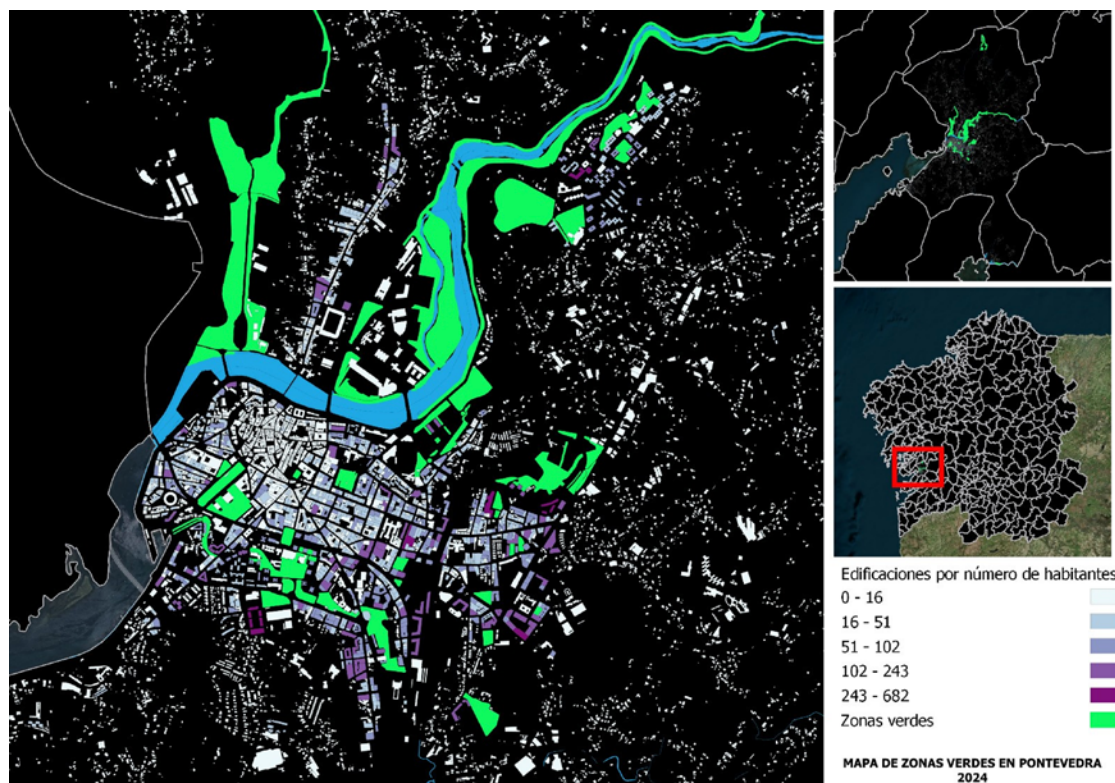 Edificaciones por número de habitantes
0 - 16
16 - 51
51 - 102
102 - 243
243 - 682
Zonas verdes
MAPA DE ZONAS VERDES EN PONTEVEDRA
2024